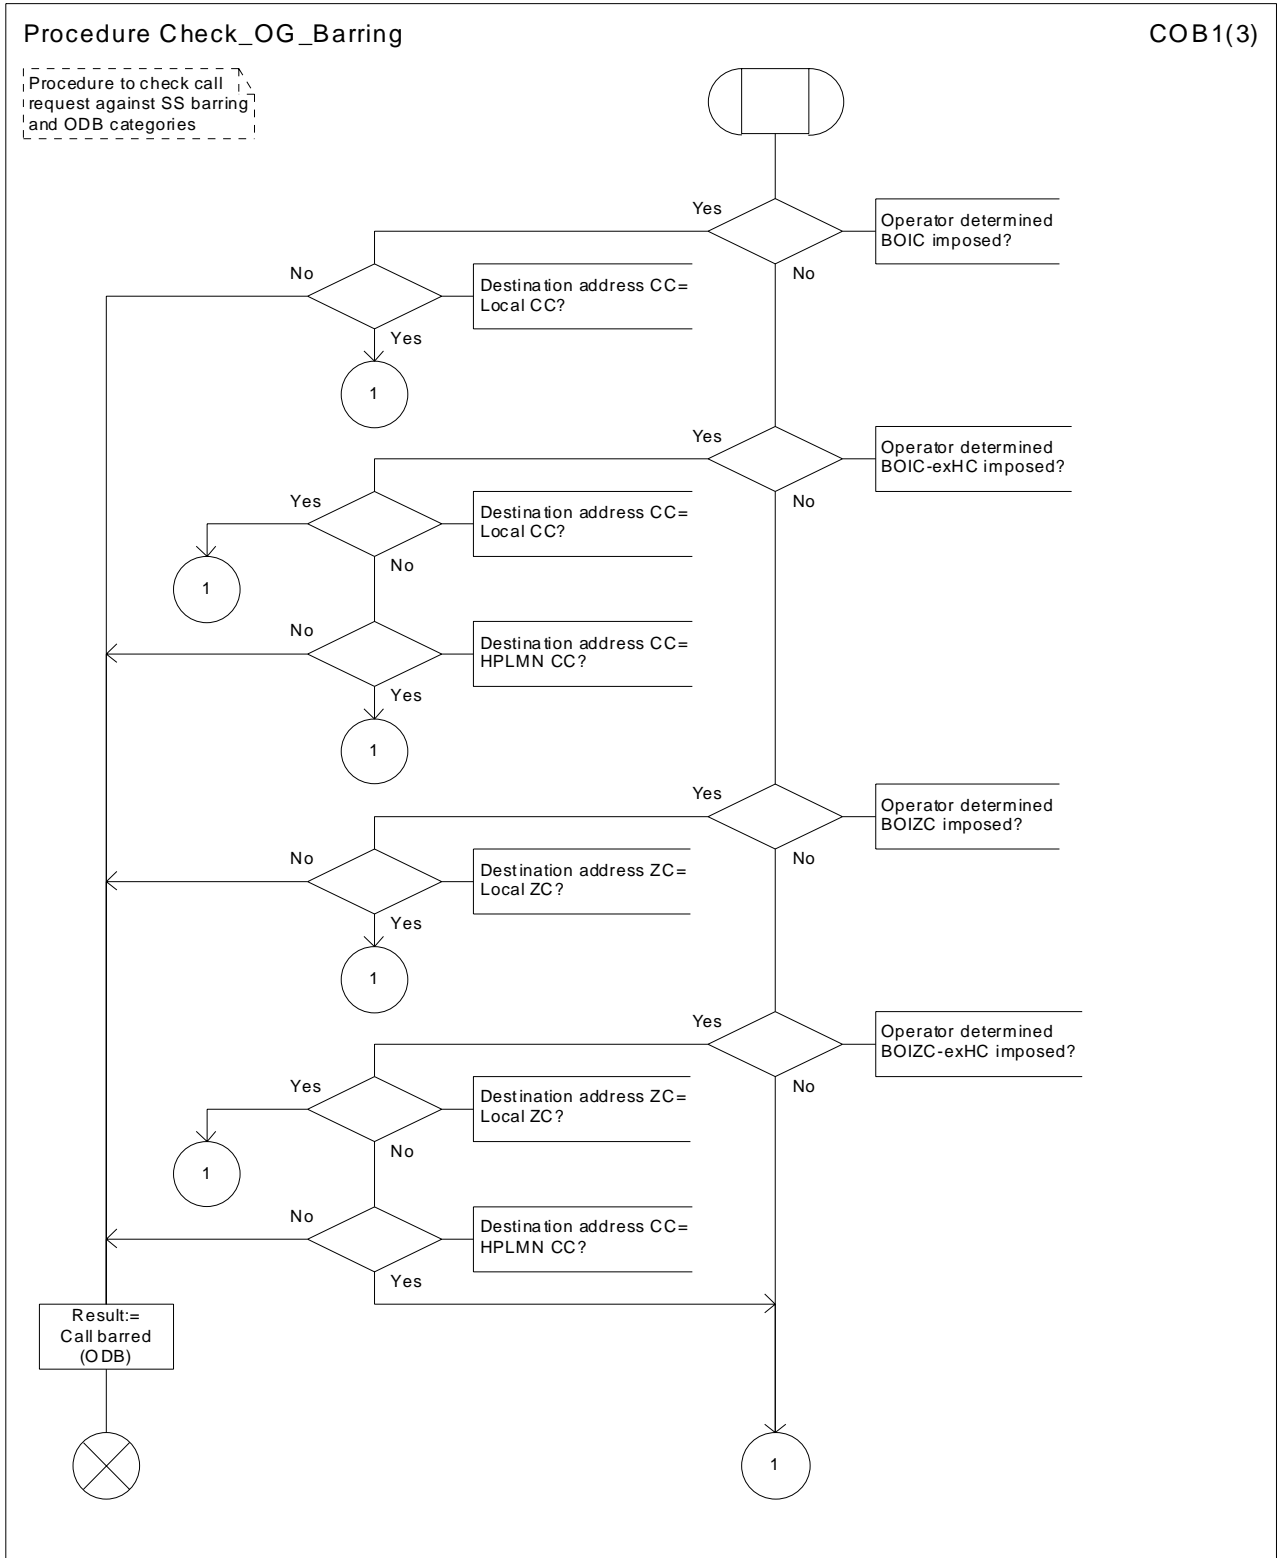 Procedure Check_OG_Barring
COB1(3)
Procedure to check call
request against SS barring
and ODB categories
Yes
Operator determined
BOIC imposed?
No
No
Destination address CC=
Local CC?
Yes
1
Yes
Operator determined
BOIC-exHC imposed?
No
Yes
Destination address CC=
Local CC?
No
1
No
Destination address CC=
HPLMN CC?
Yes
1
Yes
Operator determined
BOIZC imposed?
No
No
Destination address ZC=
Local ZC?
Yes
1
Yes
Operator determined
BOIZC-exHC imposed?
No
Yes
Destination address ZC=
Local ZC?
No
1
No
Destination address CC=
HPLMN CC?
Yes
Result:=
Call barred
(ODB)
1